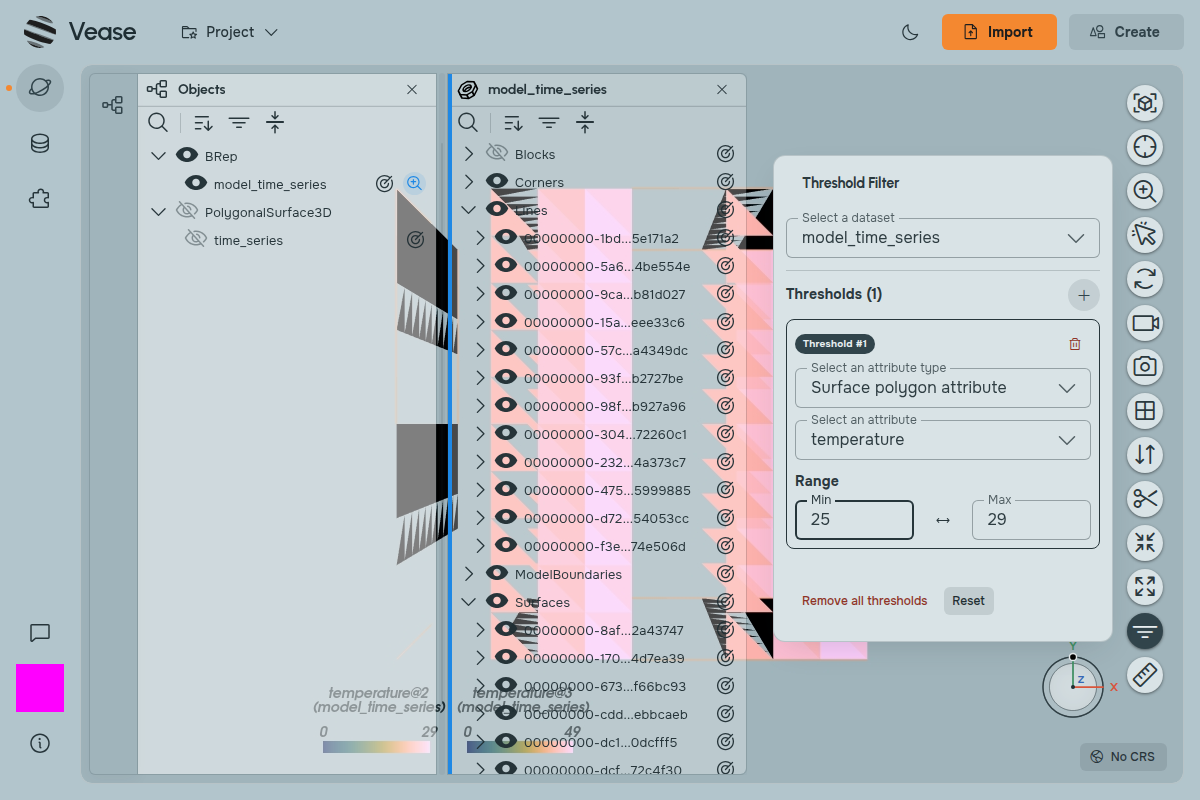 Vease
Project
Import
Create
Objects
BRep
model_time_series
PolygonalSurface3D
time_series
model_time_series
Blocks
Corners
Lines
00000000-1bd...5e171a2
00000000-5a6...4be554e
00000000-9ca...b81d027
00000000-15a...eee33c6
00000000-57c...a4349dc
00000000-93f...b2727be
00000000-98f...b927a96
00000000-304...72260c1
00000000-232...4a373c7
00000000-475...5999885
00000000-d72...54053cc
00000000-f3e...74e506d
ModelBoundaries
Surfaces
00000000-8af...2a43747
00000000-170...4d7ea39
00000000-673...f66bc93
00000000-cdd...ebbcaeb
00000000-dc1...0dcfff5
00000000-dcf...72c4f30
temperature@2
(model_time_series)
0 29
temperature@3
(model_time_series)
0 49
Threshold Filter
Select a dataset
model_time_series
Thresholds (1)
Threshold #1
Select an attribute type
Surface polygon attribute
Select an attribute
temperature
Range
Min
25
Max
29
Remove all thresholds
Reset
Y
Z
X
No CRS